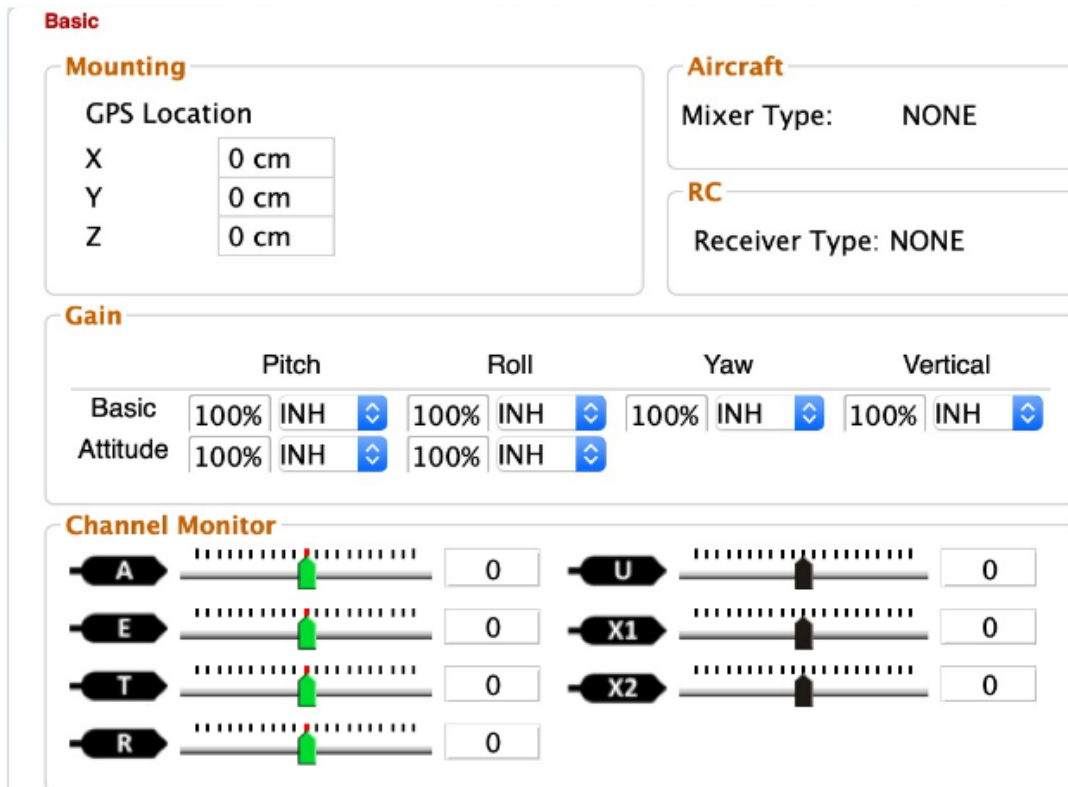 Basic
Mounting
GPS Location
X 0 cm
Y 0 cm
Z 0 cm
Aircraft
Mixer Type: NONE
RC
Receiver Type: NONE
Gain
Pitch Roll Yaw Vertical
Basic 100% INH 100% INH 100% INH 100% INH
Attitude 100% INH 100% INH
Channel Monitor
A 0 U 0
E 0 X1 0
T 0 X2 0
R 0